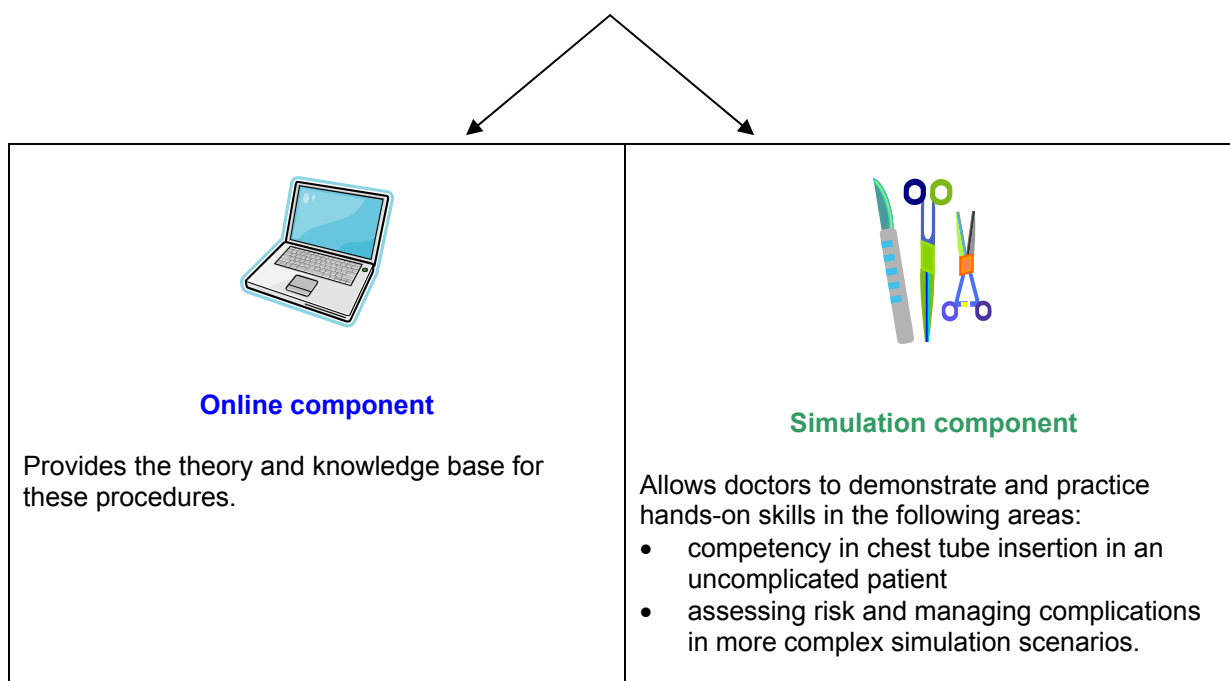 Online component
Provides the theory and knowledge base for
these procedures.
Simulation component
Allows doctors to demonstrate and practice
hands-on skills in the following areas:
• competency in chest tube insertion in an
uncomplicated patient
• assessing risk and managing complications
in more complex simulation scenarios.